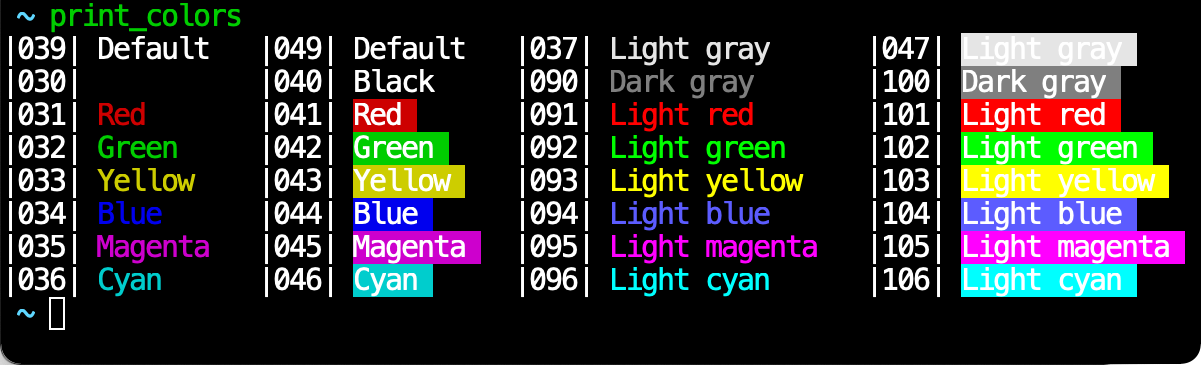 ~ print_colors
|039| Default |049| Default |037| Light gray |047| Light gray
|030| |040| Black |090| Dark gray |100| Dark gray
|031| Red |041| Red |091| Light red |101| Light red
|032| Green |042| Green |092| Light green |102| Light green
|033| Yellow |043| Yellow |093| Light yellow |103| Light yellow
|034| Blue |044| Blue |094| Light blue |104| Light blue
|035| Magenta |045| Magenta |095| Light magenta |105| Light magenta
|036| Cyan |046| Cyan |096| Light cyan |106| Light cyan
~